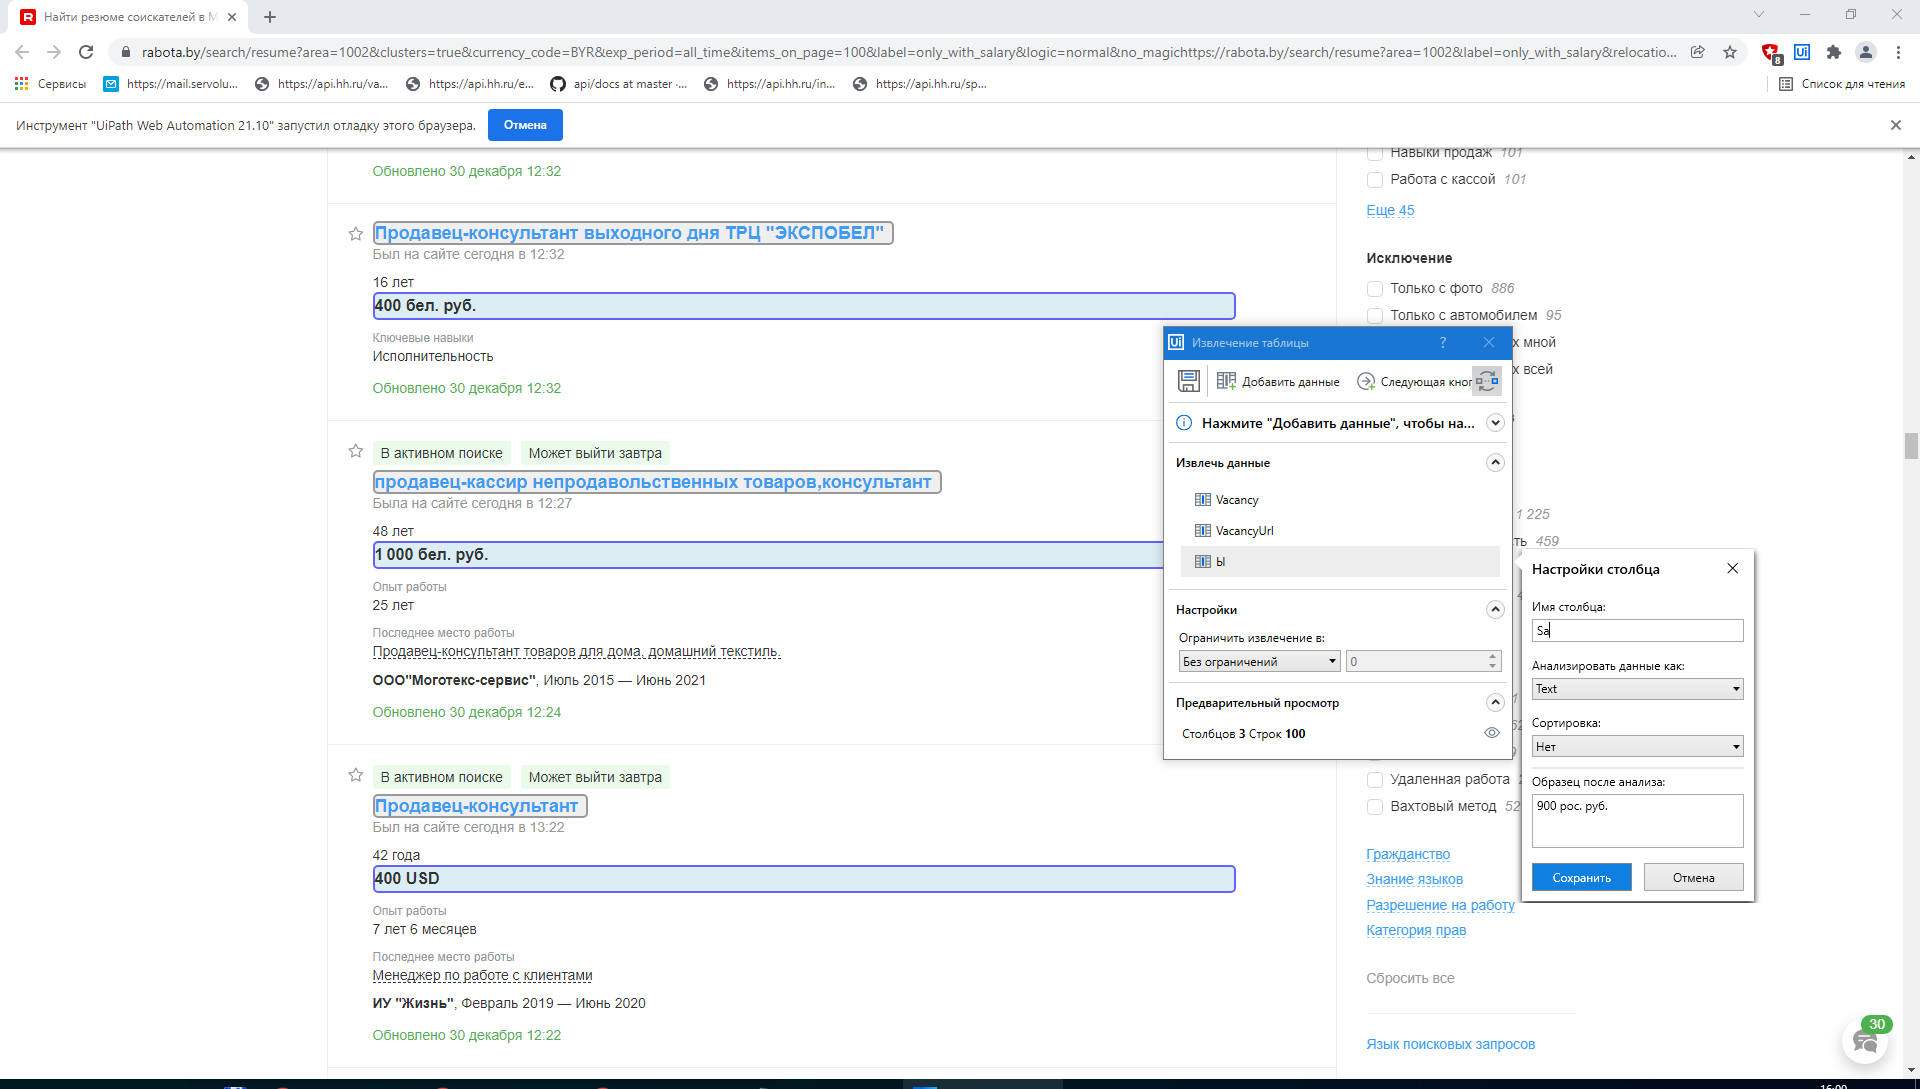 Найти резюме соискателей в М
rabota.by/search/resume?area=1002&clusters=true&currency_code=BYR&exp_period=all_time&items_on_page=100&label=only_with_salary&logic=normal&no_magichttps://rabota.by/search/resume?area=1002&label=only_with_salary&relocatio...
8
Сервисы
https://mail.servolu...
https://api.hh.ru/va...
https://api.hh.ru/e...
api/docs at master ·...
https://api.hh.ru/in...
https://api.hh.ru/sp...
Список для чтения
Инструмент "UiPath Web Automation 21.10" запустил отладку этого браузера.
Отмена
Обновлено 30 декабря 12:32
Продавец-консультант выходного дня ТРЦ "ЭКСПОБЕЛ"
Был на сайте сегодня в 12:32
16 лет
400 бел. руб.
Ключевые навыки
Исполнительность
Обновлено 30 декабря 12:32
В активном поиске
Может выйти завтра
продавец-кассир непродавольственных товаров,консультант
Была на сайте сегодня в 12:27
48 лет
1 000 бел. руб.
Опыт работы
25 лет
Последнее место работы
Продавец-консультант товаров для дома, домашний текстиль.
ООО"Моготекс-сервис", Июль 2015 — Июнь 2021
Обновлено 30 декабря 12:24
В активном поиске
Может выйти завтра
Продавец-консультант
Был на сайте сегодня в 13:22
42 года
400 USD
Опыт работы
7 лет 6 месяцев
Последнее место работы
Менеджер по работе с клиентами
ИУ "Жизнь", Февраль 2019 — Июнь 2020
Обновлено 30 декабря 12:22
Навыки продаж 101
Работа с кассой 101
Еще 45
Исключение
Только с фото 886
Только с автомобилем 95
х мной
х всей
1 225
ть 459
Удаленная работа
Вахтовый метод 52
Гражданство
Знание языков
Разрешение на работу
Категория прав
Сбросить все
Язык поисковых запросов
30
Ui Извлечение таблицы ?
Добавить данные
Следующая кноп
Нажмите "Добавить данные", чтобы на...
Извлечь данные
Vacancy
VacancyUrl
Ы
Настройки
Ограничить извлечение в:
Без ограничений
0
Предварительный просмотр
Столбцов 3 Строк 100
Настройки столбца
Имя столбца:
Sa
Анализировать данные как:
Text
Сортировка:
Нет
Образец после анализа:
900 рос. руб.
Сохранить
Отмена